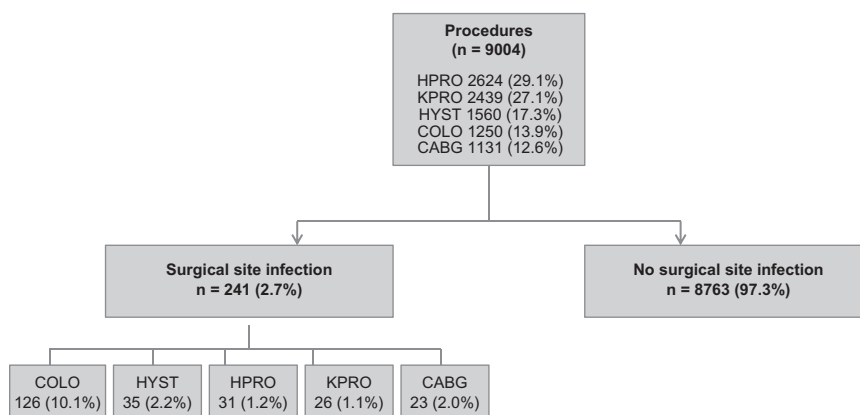 Procedures
(n = 9004)
HPRO 2624 (29.1%)
KPRO 2439 (27.1%)
HYST 1560 (17.3%)
COLO 1250 (13.9%)
CABG 1131 (12.6%)
Surgical site infection
n = 241 (2.7%)
No surgical site infection
n = 8763 (97.3%)
COLO
126 (10.1%)
HYST
35 (2.2%)
HPRO
31 (1.2%)
KPRO
26 (1.1%)
CABG
23 (2.0%)